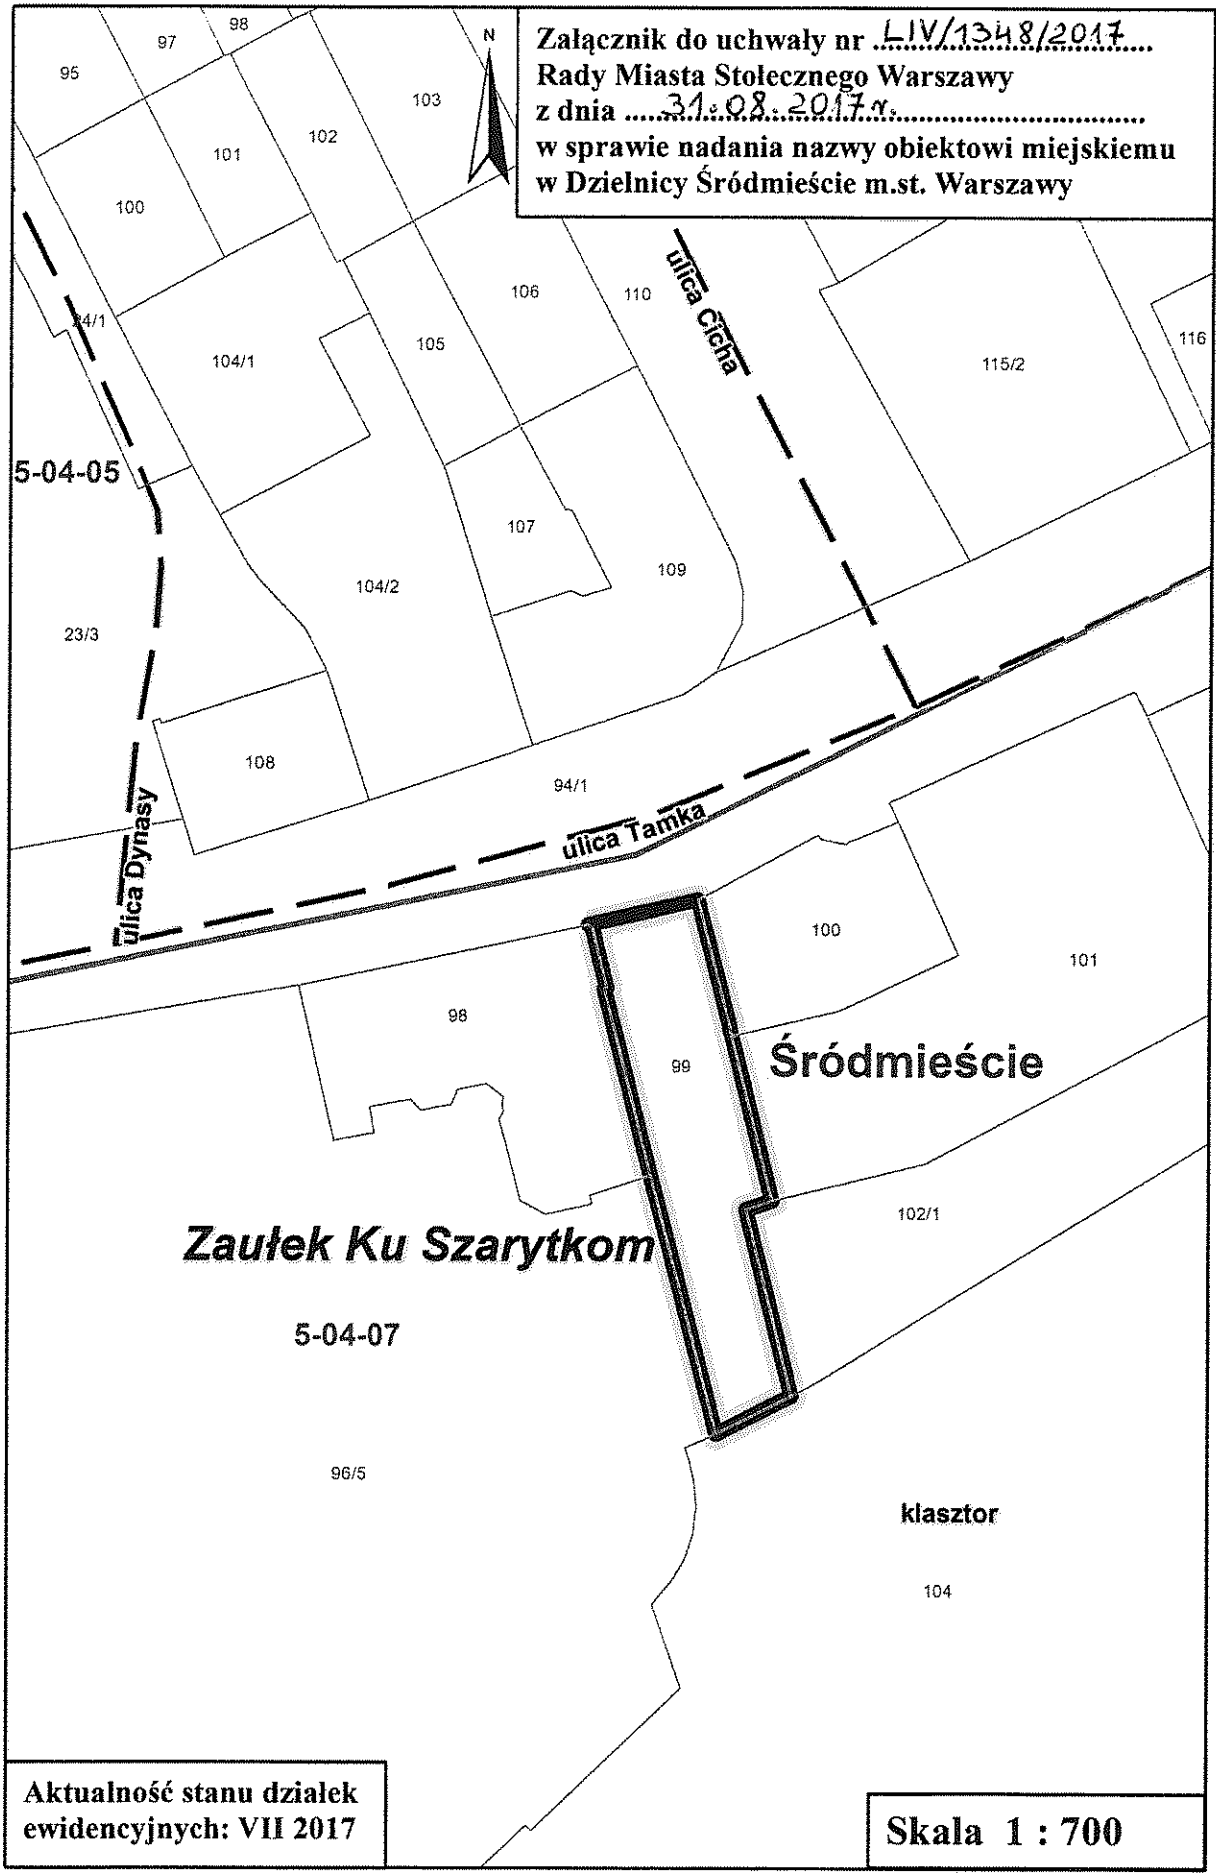 Załącznik do uchwały nr LIV/1348/2017
Rady Miasta Stołecznego Warszawy
z dnia 31.08.2017 r.
w sprawie nadania nazwy obiektowi miejskiemu
w Dzielnicy Śródmieście m.st. Warszawy
N
98
97
95
103
102
101
100
106
110
ulica Cicha
24/1
105
104/1
115/2
116
5-04-05
107
109
104/2
23/3
108
94/1
ulica Dynasy
ulica Tamka
100
101
98
99
Śródmieście
102/1
Zaułek Ku Szarytkom
5-04-07
96/5
klasztor
104
Aktualność stanu działek
ewidencyjnych: VII 2017
Skala 1 : 700